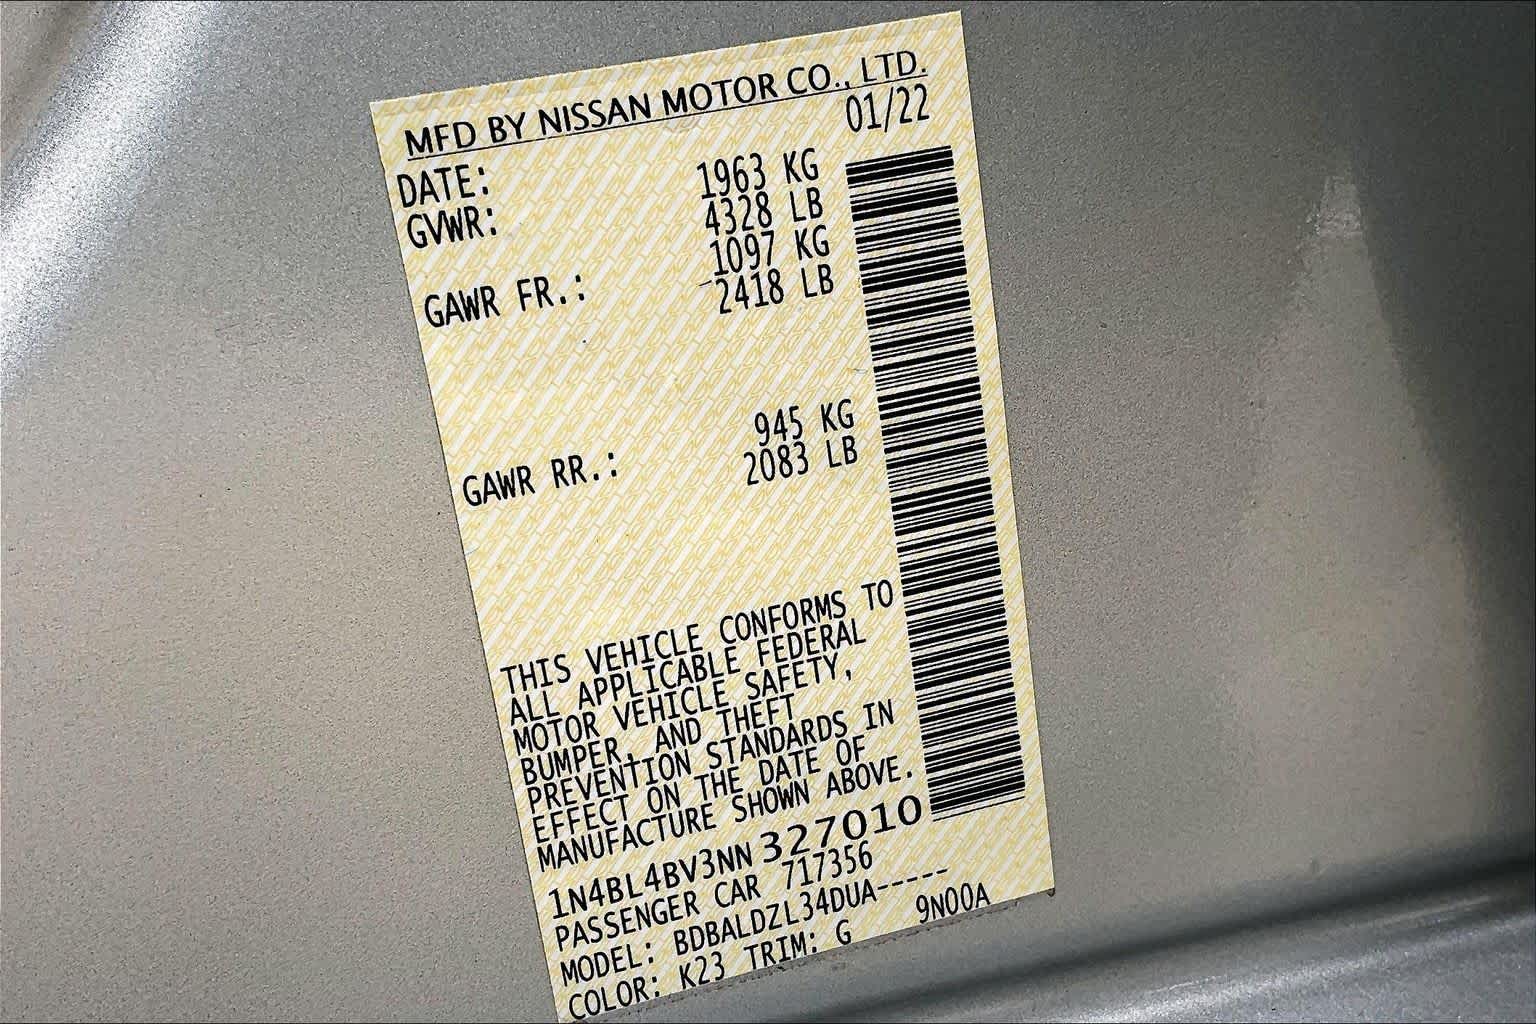 MFD BY NISSAN MOTOR CO., LTD.
DATE: 01/22
GVWR: 1963 KG
4328 LB
GAWR FR.: 1097 KG
2418 LB
GAWR RR.: 945 KG
2083 LB
THIS VEHICLE CONFORMS TO
ALL APPLICABLE FEDERAL
MOTOR VEHICLE SAFETY,
BUMPER, AND THEFT
PREVENTION STANDARDS IN
EFFECT ON THE DATE OF
MANUFACTURE SHOWN ABOVE.
1N4BL4BV3NN 327010
PASSENGER CAR 717356
MODEL: BDBALDZL34DUA-----
COLOR: K23 TRIM: G 9N00A